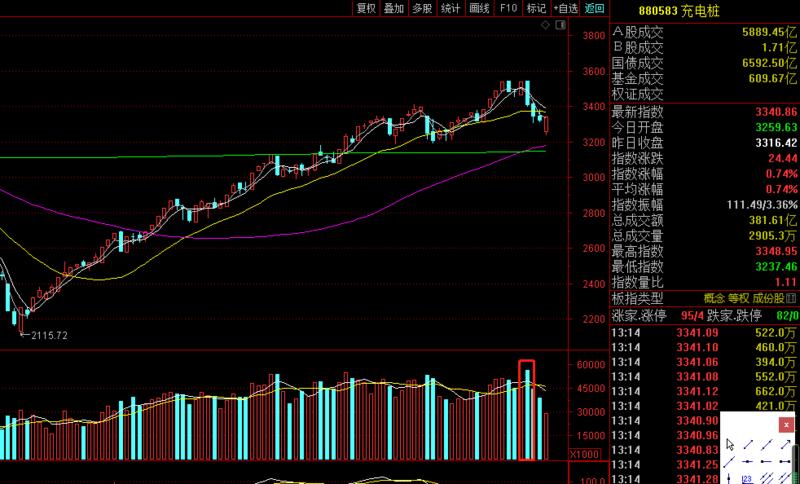 复权 叠加 多股 统计 画线 F10 标记 +自选 返回
880583 充电桩
3800
3600
3400
3200
3000
2800
2600
2400
2200
←2115.72
60000
45000
30000
15000
X1000
100.0
A股成交 5889.45亿
B股成交 1.71亿
国债成交 6592.50亿
基金成交 609.67亿
权证成交
最新指数 3340.86
今日开盘 3259.63
昨日收盘 3316.42
指数涨跌 24.44
指数涨幅 0.74%
平均涨幅 0.74%
指数振幅 111.49/3.36%
总成交额 381.61亿
总成交量 2905.3万
最高指数 3348.95
最低指数 3237.46
指数量比 1.11
板指类型 概念 等权 成份股
涨家.涨停 95/4 跌家.跌停 82/0
13:14 3341.09 522.0万
13:14 3341.10 460.0万
13:14 3341.06 394.0万
13:14 3341.08 552.0万
13:14 3341.12 662.0万
13:14 3341.02 421.0万
13:14 3340.90
13:14 3340.96
13:14 3340.83
13:14 3341.25
13:14 3341.28
x
123